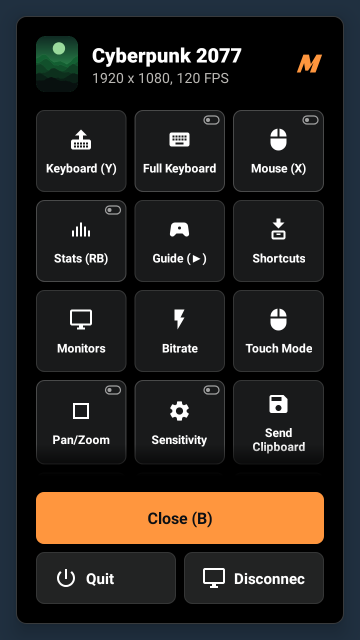 Cyberpunk 2077
1920 x 1080, 120 FPS
Keyboard (Y)
Full Keyboard
Mouse (X)
Stats (RB)
Guide (►)
Shortcuts
Monitors
Bitrate
Touch Mode
Pan/Zoom
Sensitivity
Send
Clipboard
Close (B)
Quit
Disconnec